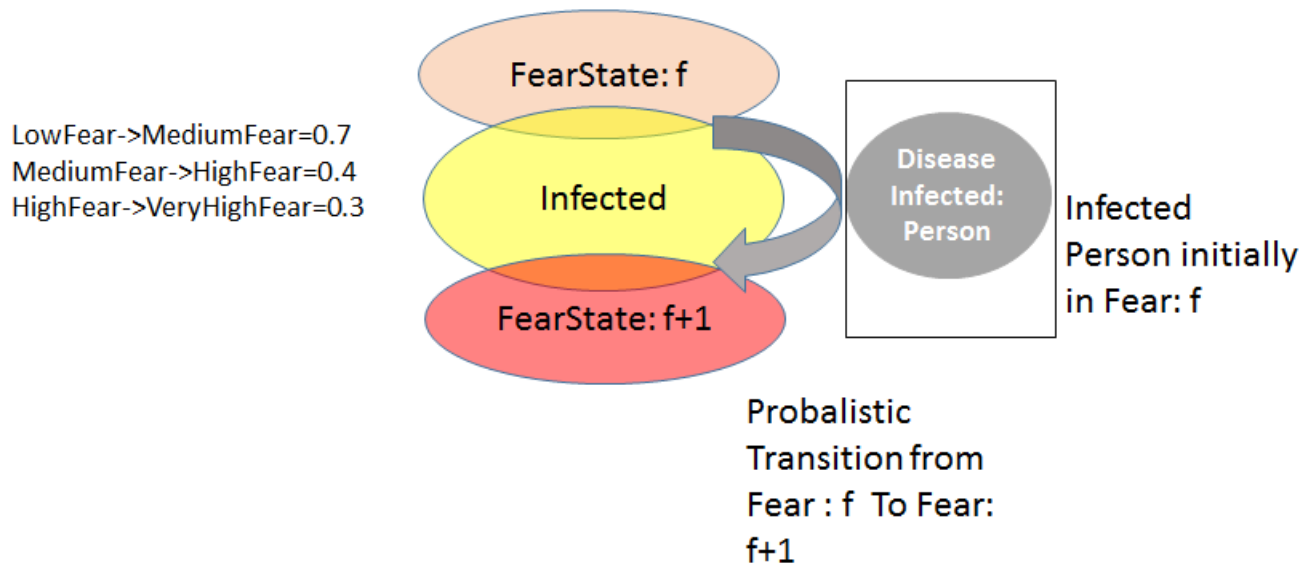 FearState: f
LowFear->MediumFear=0.7
MediumFear->HighFear=0.4
HighFear->VeryHighFear=0.3
Infected
Disease
Infected:
Person
Infected
Person initially
in Fear: f
FearState: f+1
Probalistic
Transition from
Fear : f To Fear:
f+1